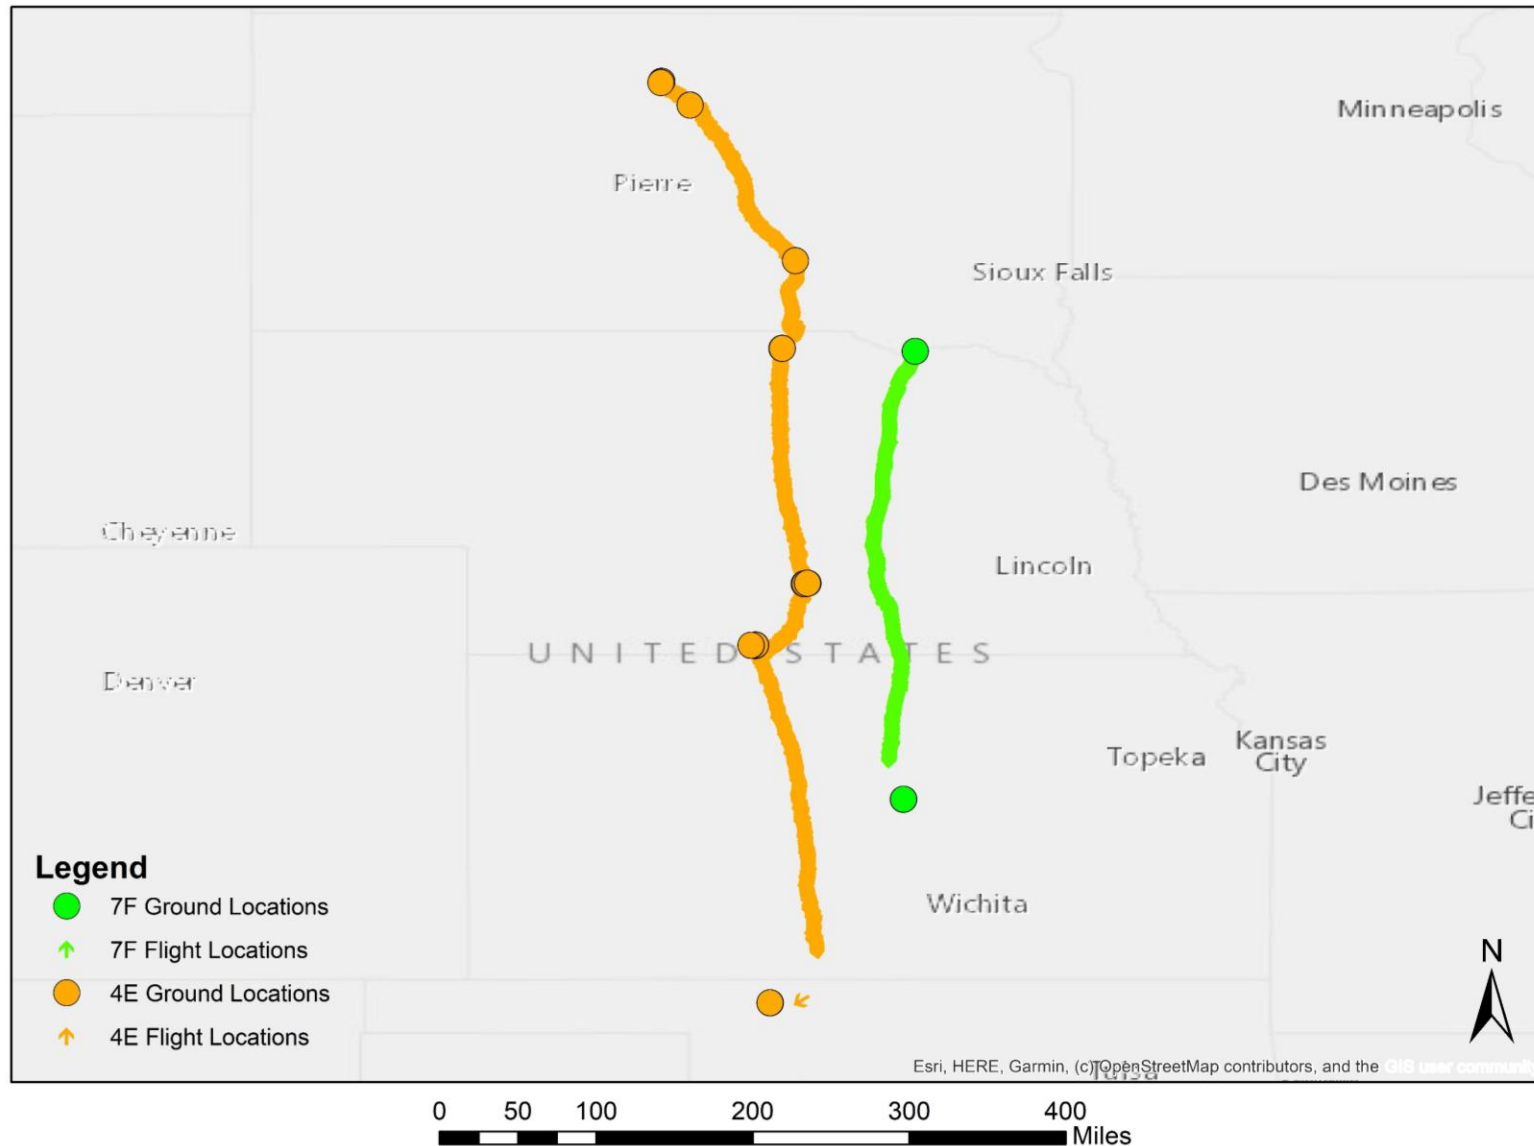 Minneapolis
Pierre
Sioux Falls
Des Moines
Cheyenne
Lincoln
UNITED STATES
Denver
Topeka
Kansas
City
Jeffe
Ci
Wichita
Legend
7F Ground Locations
7F Flight Locations
4E Ground Locations
4E Flight Locations
N
Esri, HERE, Garmin, (c) OpenStreetMap contributors, and the GIS user community
Tulsa
0 50 100 200 300 400
Miles